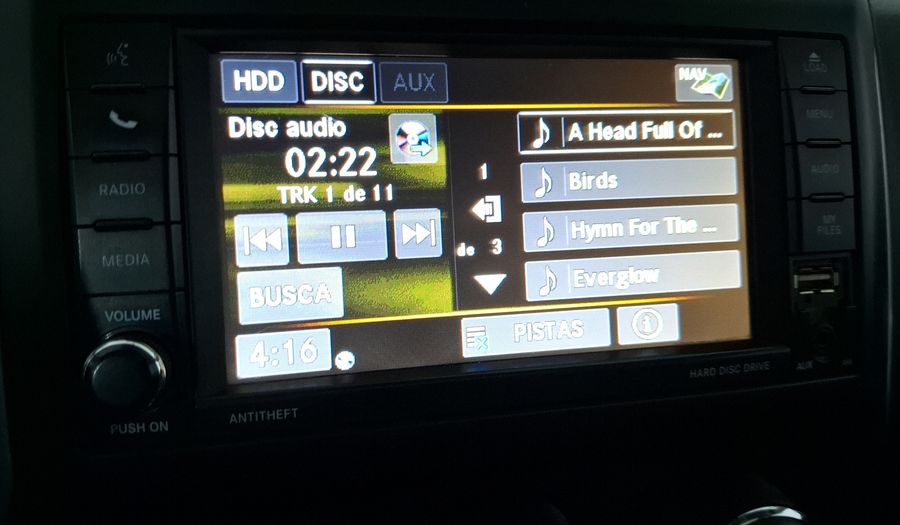 HDD DISC AUX NAV
Disc audio
02:22
TRK 1 de 11
BUSCA
4:16
1
de 3
A Head Full Of ...
Birds
Hymn For The ...
Everglow
PISTAS
i
RADIO
MEDIA
VOLUME
PUSH ON
ANTITHEFT
LOAD
MENU
AUDIO
MY
FILES
HARD DISC DRIVE
AUX